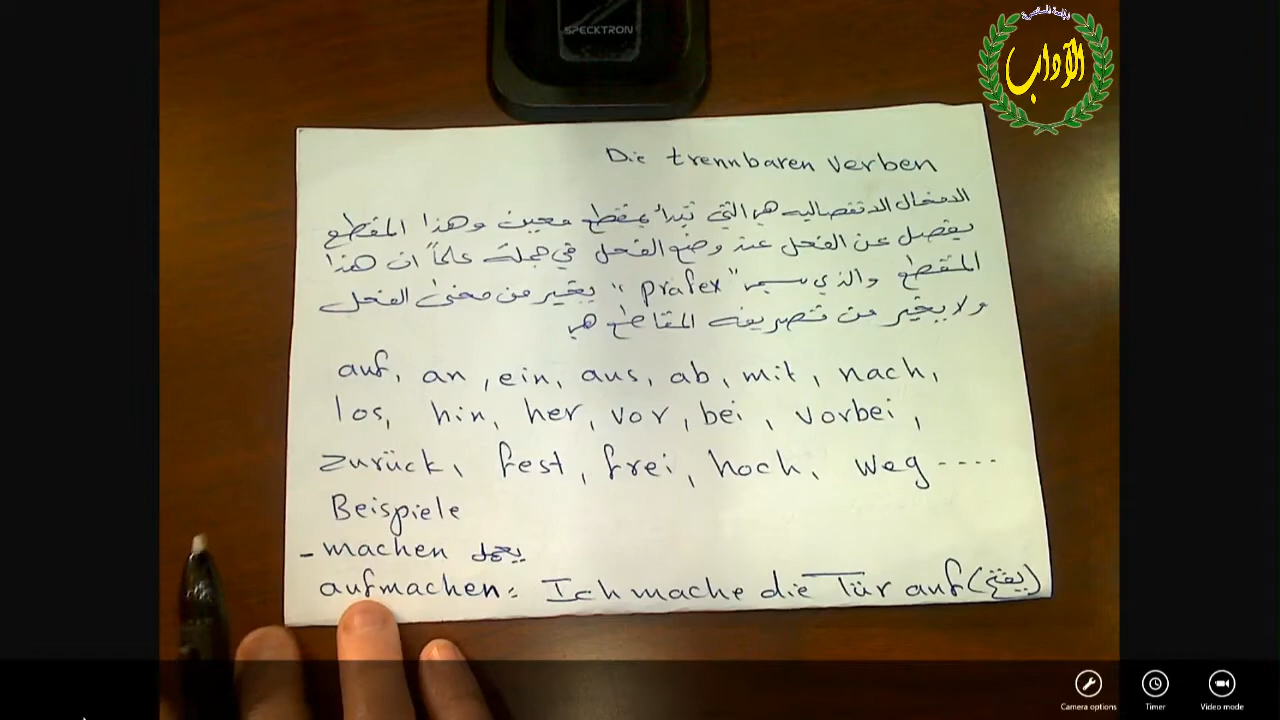 SPECKTRON
الآداب
Die trennbaren Verben
الافعال الانفصاليه هي التي تبدأ بمقطع معين وهذا المقطع
يفصل عن الفعل عند وضع الفعل في جملة علماً ان هذا
المقطع والذي يسمى "prafex" يغير من معنى الفعل
ولا يغير من تصريفه المقاطع هي
auf, an, ein, aus, ab, mit, nach,
los, hin, her, vor, bei, vorbei,
zurück, fest, frei, hoch, weg ----
Beispiele
- machen يعمل
aufmachen: Ich mache die Tür auf (يفتح)
Camera options
Timer
Video mode